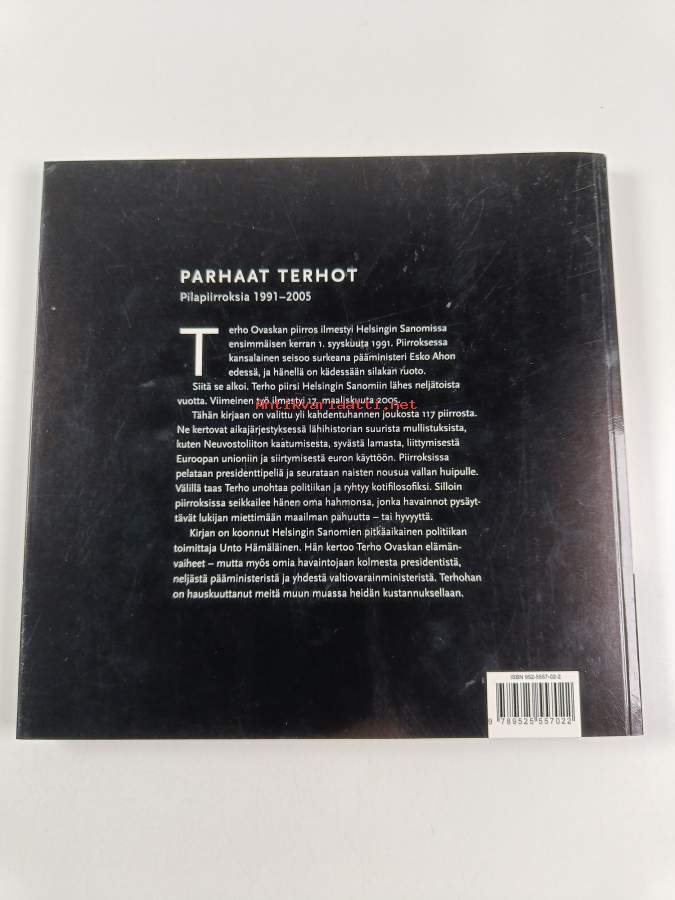 PARHAAT TERHOT
Pilapiirroksia 1991–2005
Terho Ovaskan piirros ilmestyi Helsingin Sanomissa
ensimmäisen kerran 1. syyskuuta 1991. Piirroksessa
kansalainen seisoo surkeana pääministeri Esko Ahon
edessä, ja hänellä on kädessään silakan ruoto.
Siitä se alkoi. Terho piirsi Helsingin Sanomiin lähes neljätoista
vuotta. Viimeinen työ ilmestyi 17. maaliskuuta 2005.
Antikvariaatti.net
Tähän kirjaan on valittu yli kahdentuhannen joukosta 117 piirrosta.
Ne kertovat aikajärjestyksessä lähihistorian suurista mullistuksista,
kuten Neuvostoliiton kaatumisesta, syvästä lamasta, liittymisestä
Euroopan unioniin ja siirtymisestä euron käyttöön. Piirroksissa
pelataan presidenttipeliä ja seurataan naisten nousua vallan huipulle.
Välillä taas Terho unohtaa politiikan ja ryhtyy kotifilosofiksi. Silloin
piirroksissa seikkailee hänen oma hahmonsa, jonka havainnot pysäyt-
tävät lukijan miettimään maailman pahuutta – tai hyvyyttä.
Kirjan on koonnut Helsingin Sanomien pitkäaikainen politiikan
toimittaja Unto Hämäläinen. Hän kertoo Terho Ovaskan elämän-
vaiheet – mutta myös omia havaintojaan kolmesta presidentistä,
neljästä pääministeristä ja yhdestä valtiovarainministeristä. Terhohan
on hauskuuttanut meitä muun muassa heidän kustannuksellaan.
ISBN 952-5557-02-2
9 789525 557022